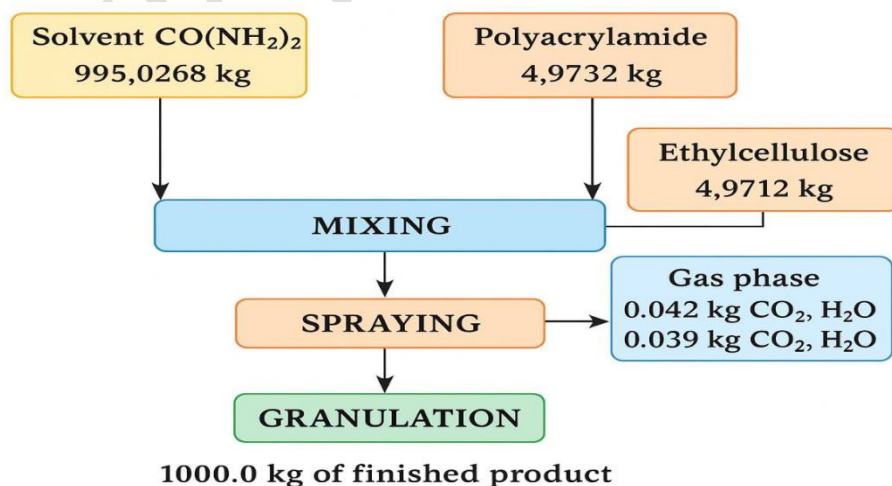 Solvent CO(NH₂)₂
995,0268 kg
Polyacrylamide
4,9732 kg
Ethylcellulose
4,9712 kg
MIXING
Gas phase
0.042 kg CO₂, H₂O
0.039 kg CO₂, H₂O
SPRAYING
GRANULATION
1000.0 kg of finished product